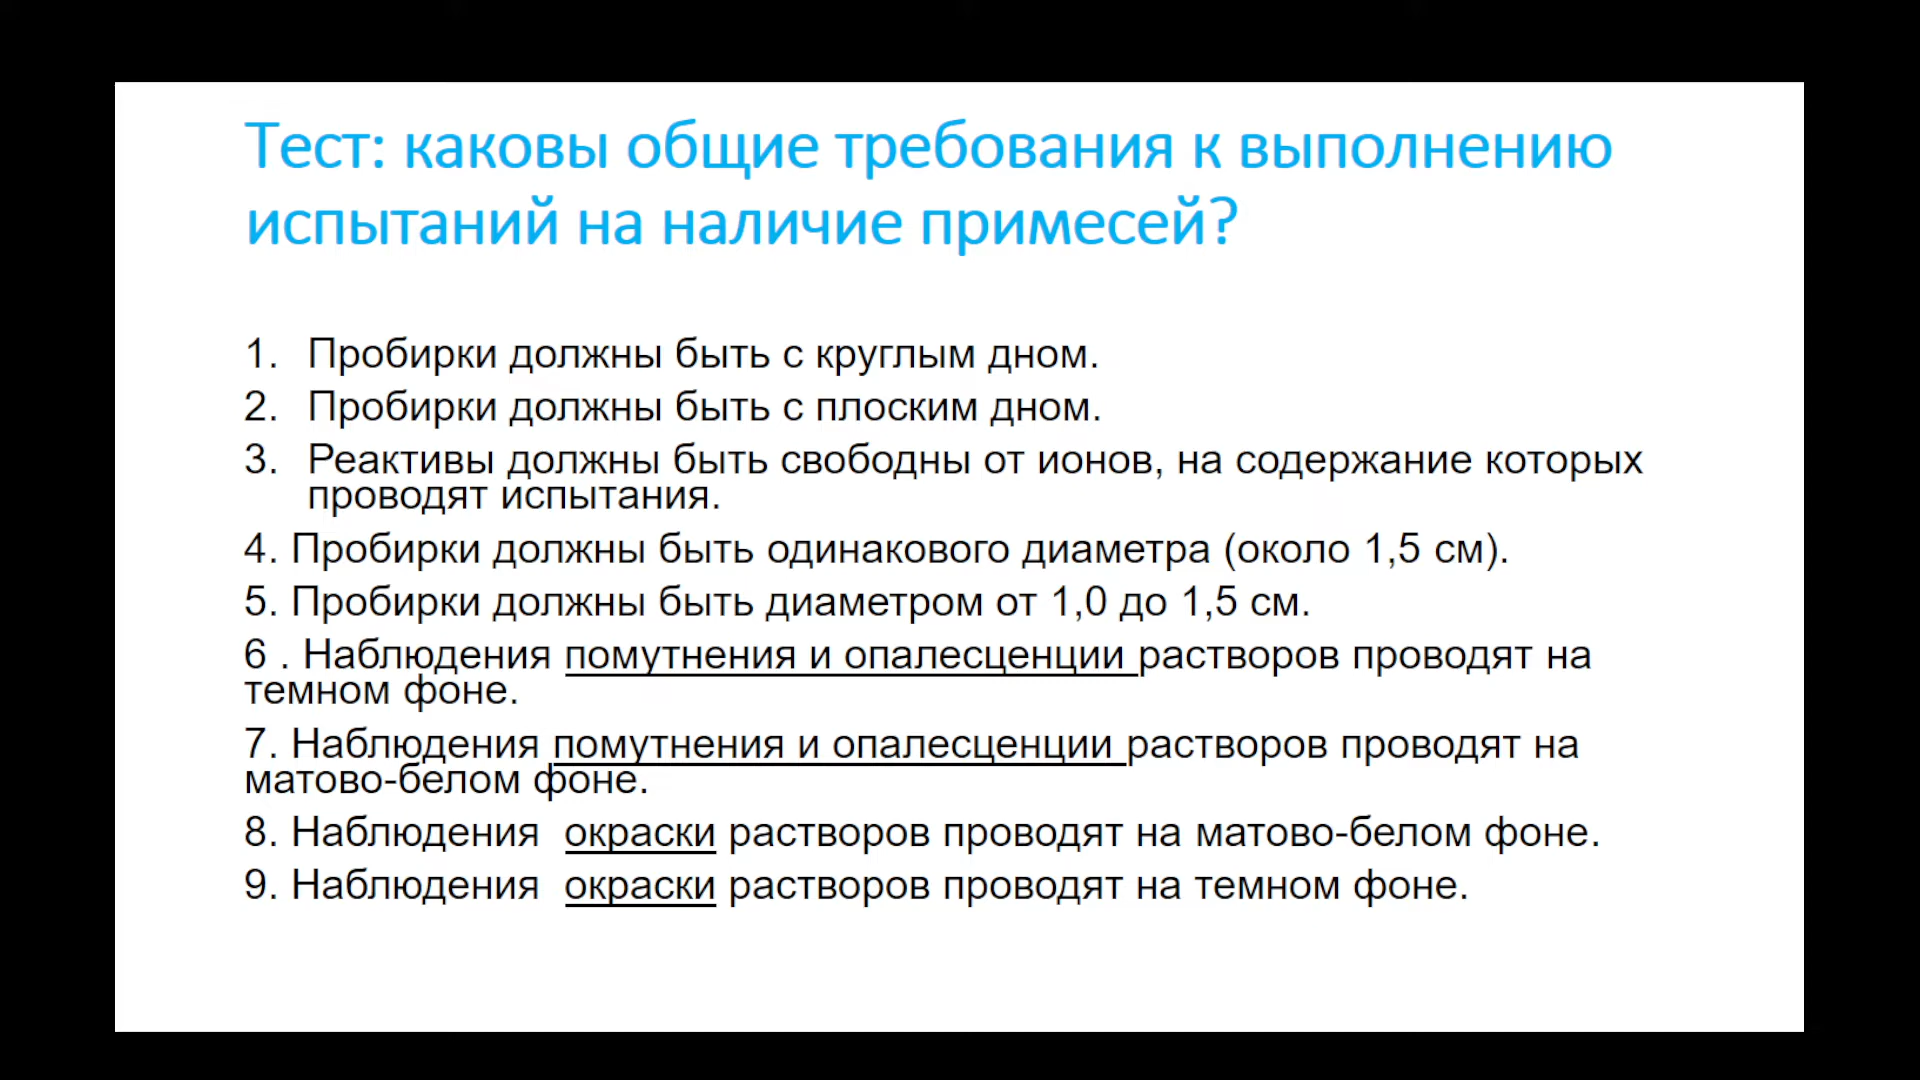 Тест: каковы общие требования к выполнению
испытаний на наличие примесей?
1. Пробирки должны быть с круглым дном.
2. Пробирки должны быть с плоским дном.
3. Реактивы должны быть свободны от ионов, на содержание которых
проводят испытания.
4. Пробирки должны быть одинакового диаметра (около 1,5 см).
5. Пробирки должны быть диаметром от 1,0 до 1,5 см.
6 . Наблюдения помутнения и опалесценции растворов проводят на
темном фоне.
7. Наблюдения помутнения и опалесценции растворов проводят на
матово-белом фоне.
8. Наблюдения  окраски растворов проводят на матово-белом фоне.
9. Наблюдения  окраски растворов проводят на темном фоне.